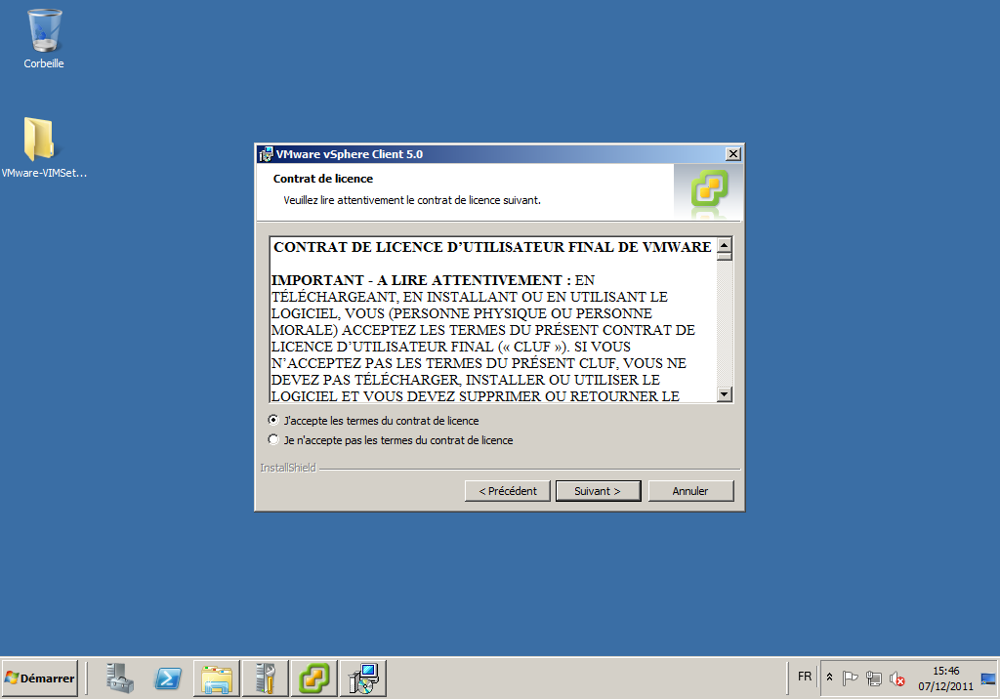 Corbeille
VMware-VIMSet...
VMware vSphere Client 5.0
Contrat de licence
Veuillez lire attentivement le contrat de licence suivant.
CONTRAT DE LICENCE D’UTILISATEUR FINAL DE VMWARE
IMPORTANT - A LIRE ATTENTIVEMENT : EN
TÉLÉCHARGEANT, EN INSTALLANT OU EN UTILISANT LE
LOGICIEL, VOUS (PERSONNE PHYSIQUE OU PERSONNE
MORALE) ACCEPTEZ LES TERMES DU PRÉSENT CONTRAT DE
LICENCE D’UTILISATEUR FINAL (« CLUF »). SI VOUS
N’ACCEPTEZ PAS LES TERMES DU PRÉSENT CLUF, VOUS NE
DEVEZ PAS TÉLÉCHARGER, INSTALLER OU UTILISER LE
LOGICIEL ET VOUS DEVEZ SUPPRIMER OU RETOURNER LE
J'accepte les termes du contrat de licence
Je n'accepte pas les termes du contrat de licence
InstallShield
< Précédent
Suivant >
Annuler
Démarrer
FR
15:46
07/12/2011